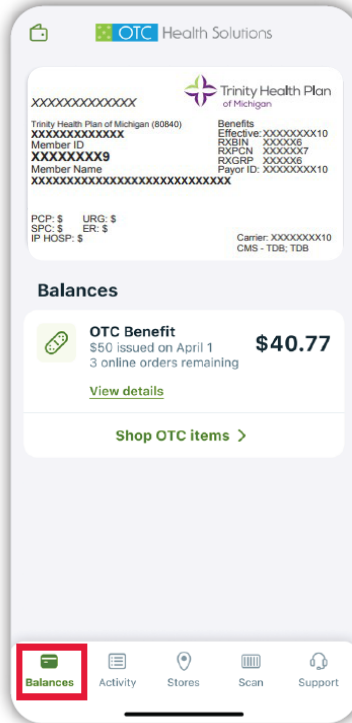 OTC Health Solutions
XXXXXXXXXXXXX
Trinity Health Plan
of Michigan
Trinity Health Plan of Michigan (80840)
XXXXXXXXXXXXX
Member ID
XXXXXXXX9
Member Name
XXXXXXXXXXXXXXXXXXXXXXXXXXXX
Benefits
Effective:XXXXXXXX10
RXBIN XXXXX6
RXPCN XXXXXX7
RXGRP XXXXX6
Payor ID: XXXXXXXX10
PCP: $ URG: $
SPC: $ ER: $
IP HOSP: $
Carrier: XXXXXXXX10
CMS - TDB; TDB
Balances
OTC Benefit
$50 issued on April 1
3 online orders remaining
$40.77
View details
Shop OTC items >
Balances
Activity
Stores
Scan
Support